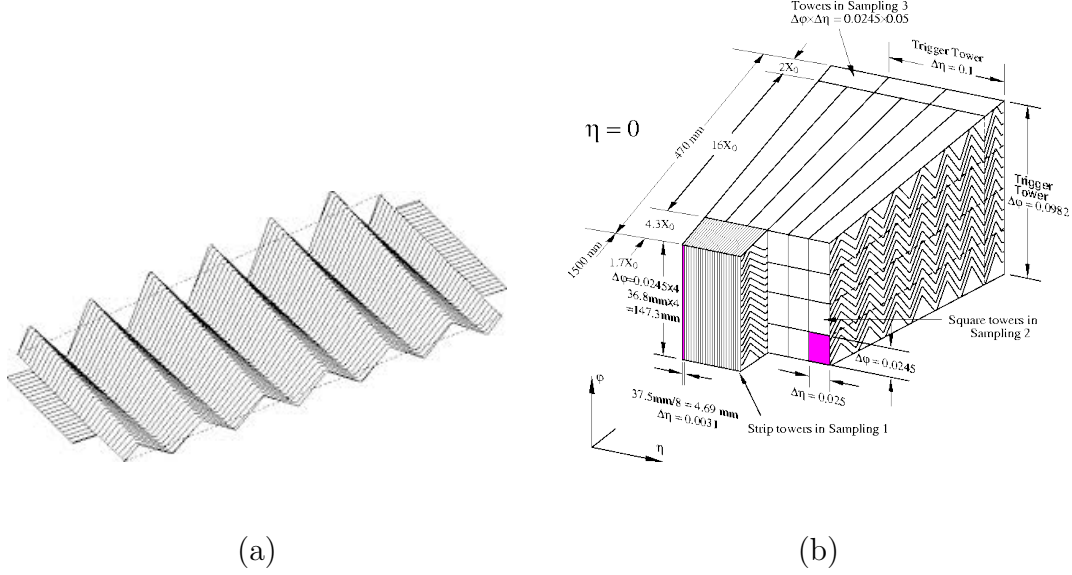 Towers in Sampling 3
Δφ×Δη = 0.0245×0.05
Trigger Tower
Δη = 0.1
2X₀
η = 0
470 mm
16X₀
Trigger
Tower
Δφ = 0.0982
4.3X₀
1500 mm
1.7X₀
Δφ=0.0245x4
36.8mmx4
=147.3mm
Square towers in
Sampling 2
Δφ = 0.0245
Δη = 0.025
37.5mm/8 = 4.69 mm
Δη = 0.0031
Strip towers in Sampling 1
φ
η
(a)
(b)